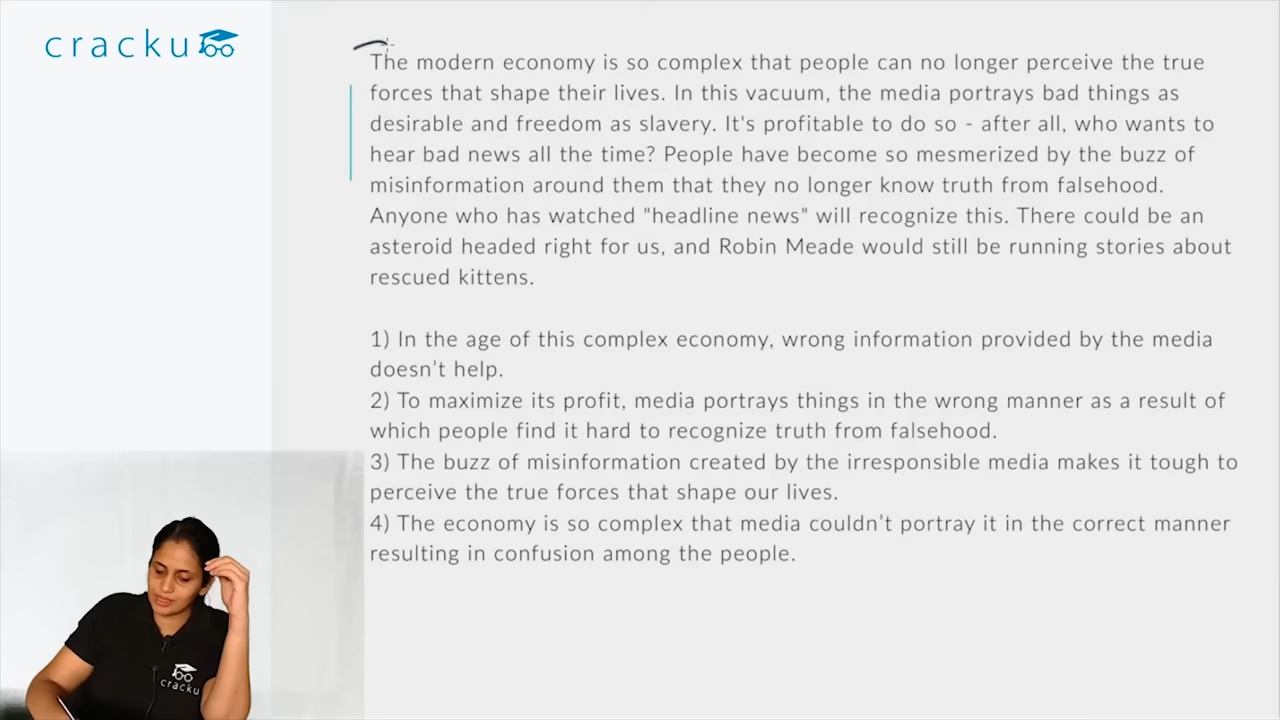 cracku
The modern economy is so complex that people can no longer perceive the true
forces that shape their lives. In this vacuum, the media portrays bad things as
desirable and freedom as slavery. It's profitable to do so - after all, who wants to
hear bad news all the time? People have become so mesmerized by the buzz of
misinformation around them that they no longer know truth from falsehood.
Anyone who has watched "headline news" will recognize this. There could be an
asteroid headed right for us, and Robin Meade would still be running stories about
rescued kittens.
1) In the age of this complex economy, wrong information provided by the media
doesn't help.
2) To maximize its profit, media portrays things in the wrong manner as a result of
which people find it hard to recognize truth from falsehood.
3) The buzz of misinformation created by the irresponsible media makes it tough to
perceive the true forces that shape our lives.
4) The economy is so complex that media couldn't portray it in the correct manner
resulting in confusion among the people.
cracku